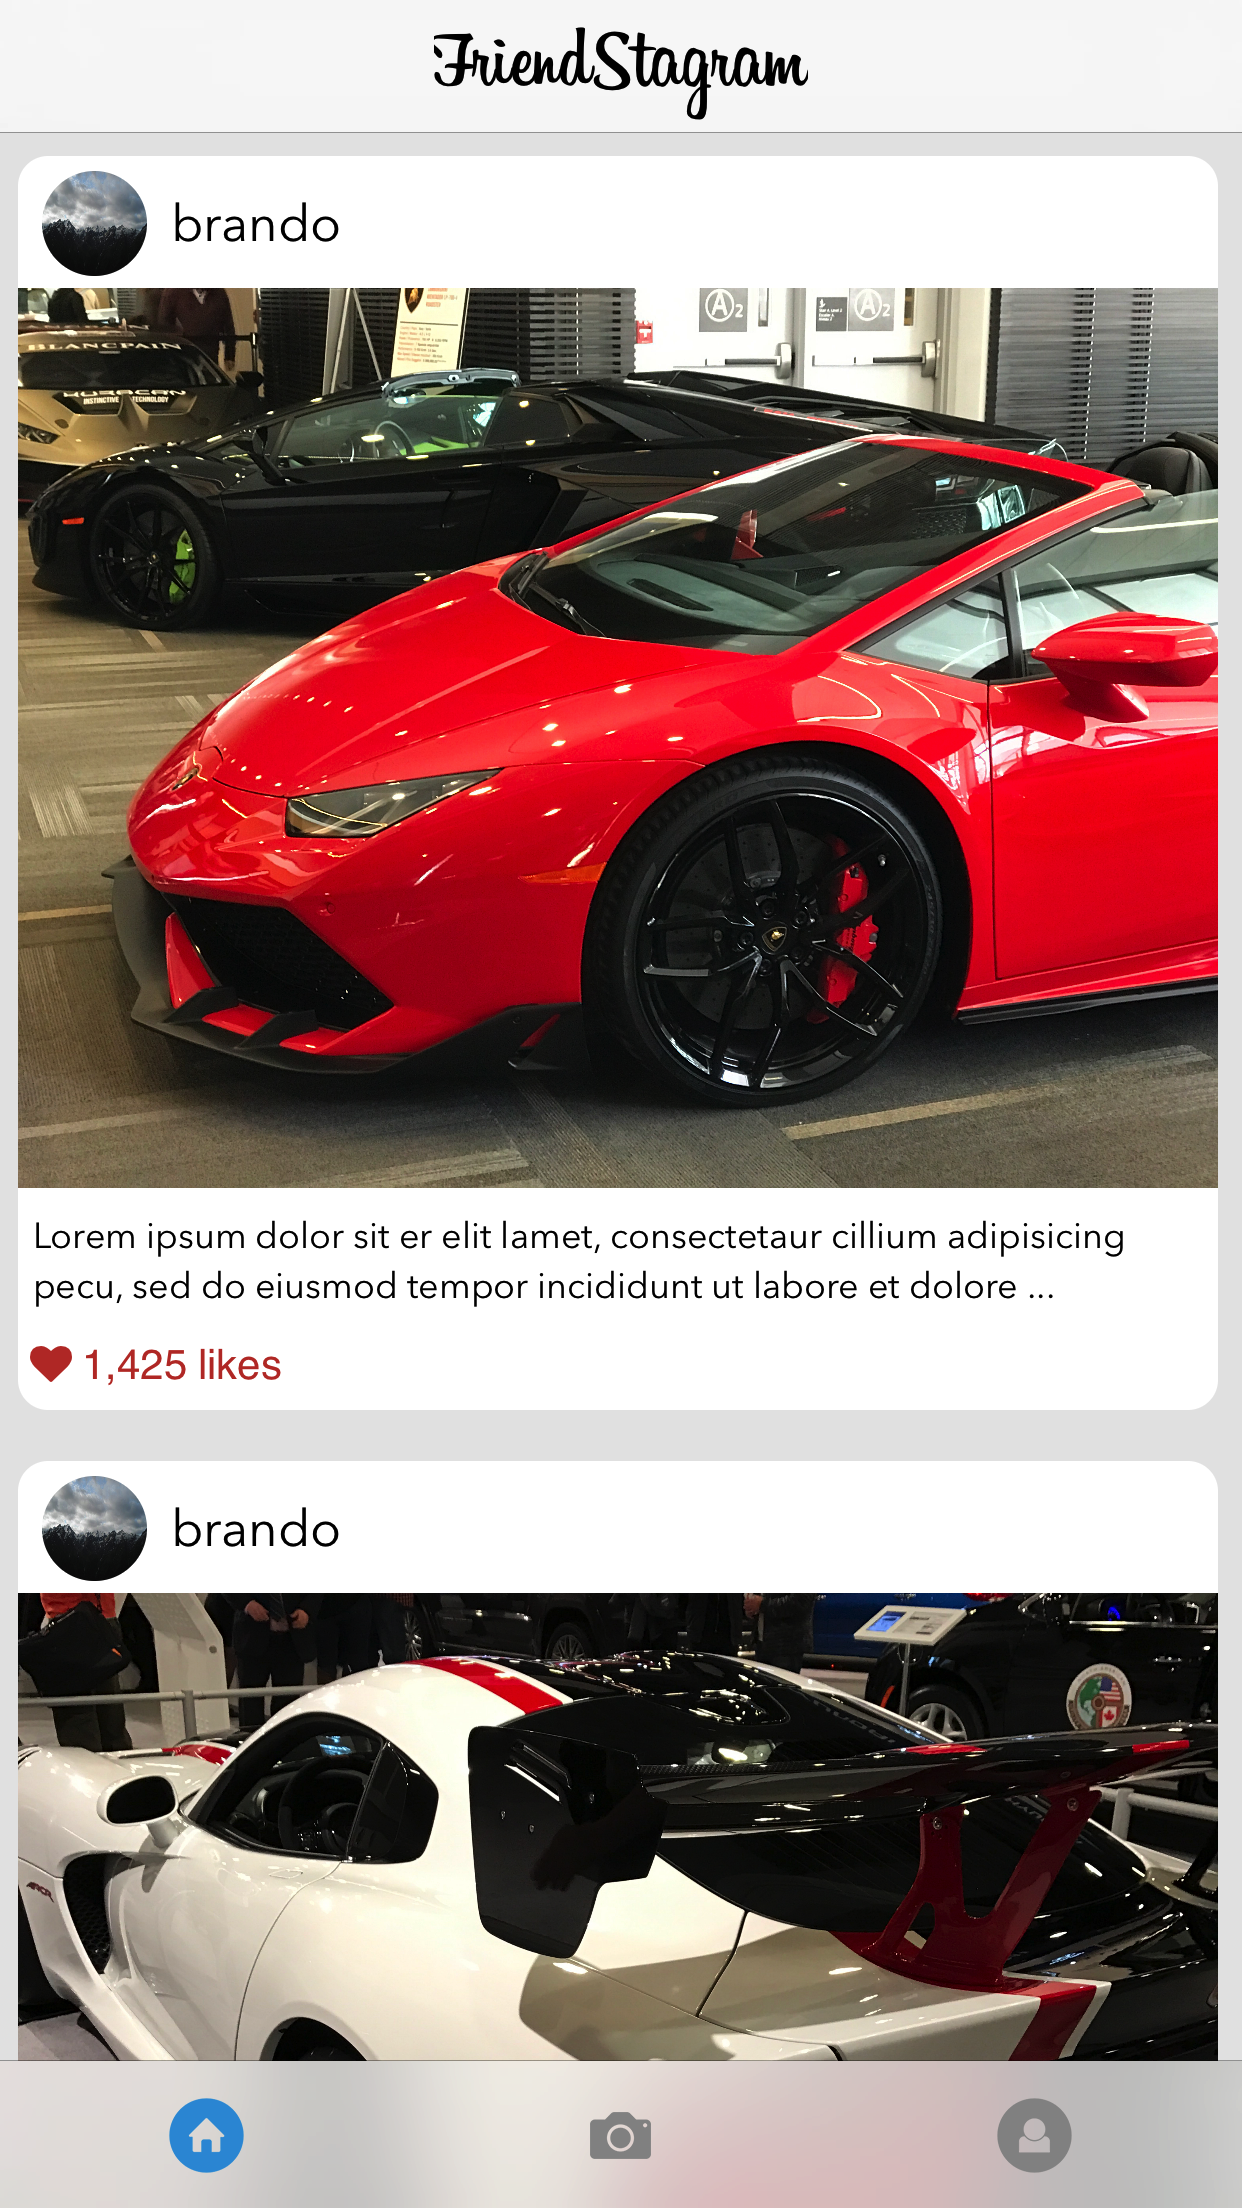 FriendStagram
brando
BLANCPAIN
HURACAN
INSTINCTIVE TECHNOLOGY
A2
A2
Lorem ipsum dolor sit er elit lamet, consectetaur cillium adipisicing
pecu, sed do eiusmod tempor incididunt ut labore et dolore ...
1,425 likes
brando
ACR